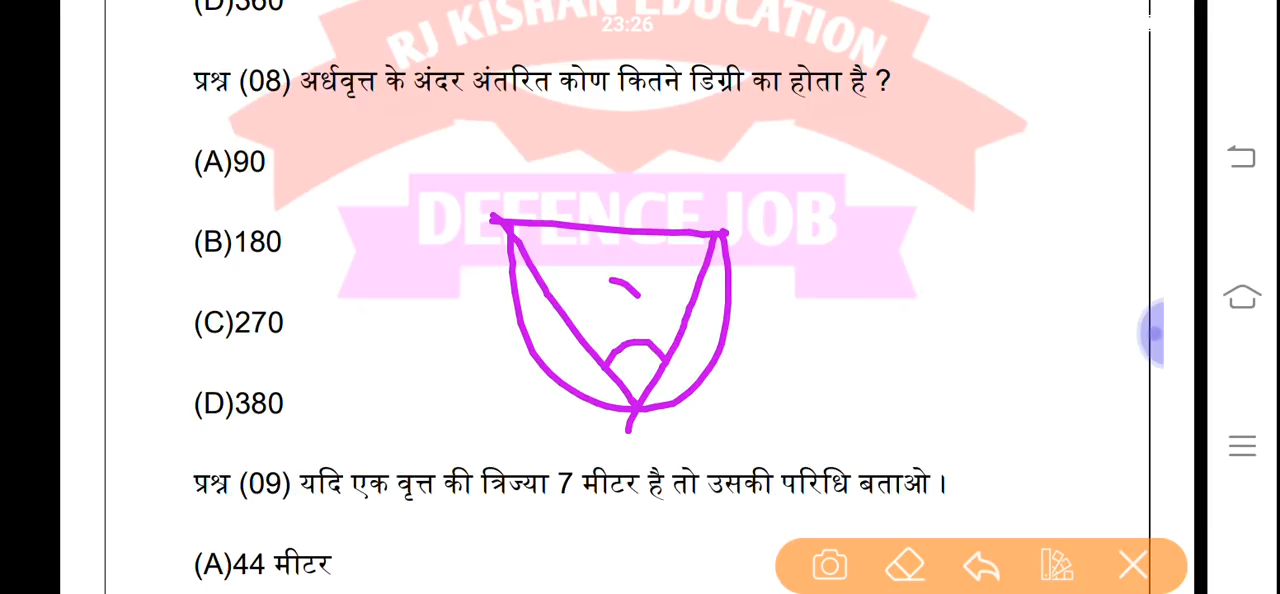 (D)360
RJ KISHAN EDUCATION
23:26
प्रश्न (08) अर्धवृत्त के अंदर अंतरित कोण कितने डिग्री का होता है ?
(A)90
DEFENCE JOB
(B)180
(C)270
(D)380
प्रश्न (09) यदि एक वृत्त की त्रिज्या 7 मीटर है तो उसकी परिधि बताओ ।
(A)44 मीटर